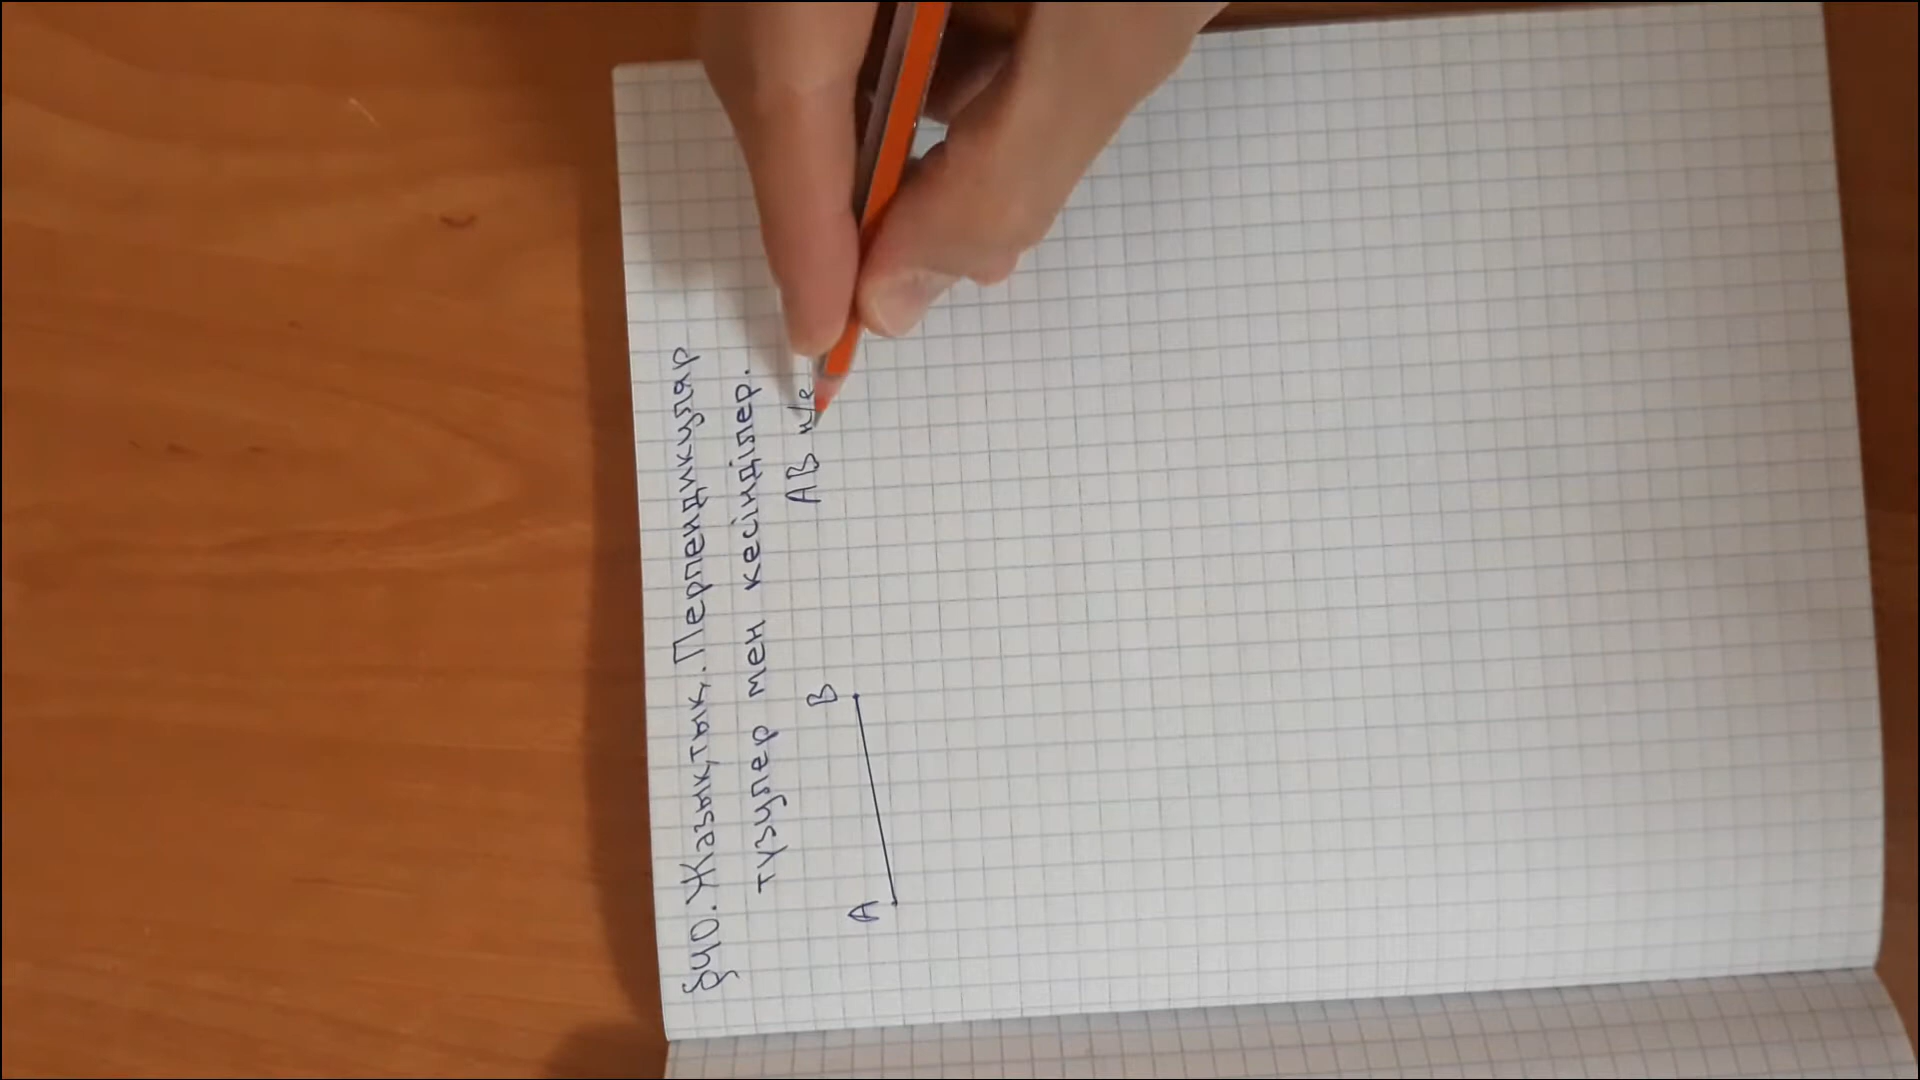 §40. Жазықтық. Перпендикуляр
түзулер мен кесінділер.
AB н/е
A B